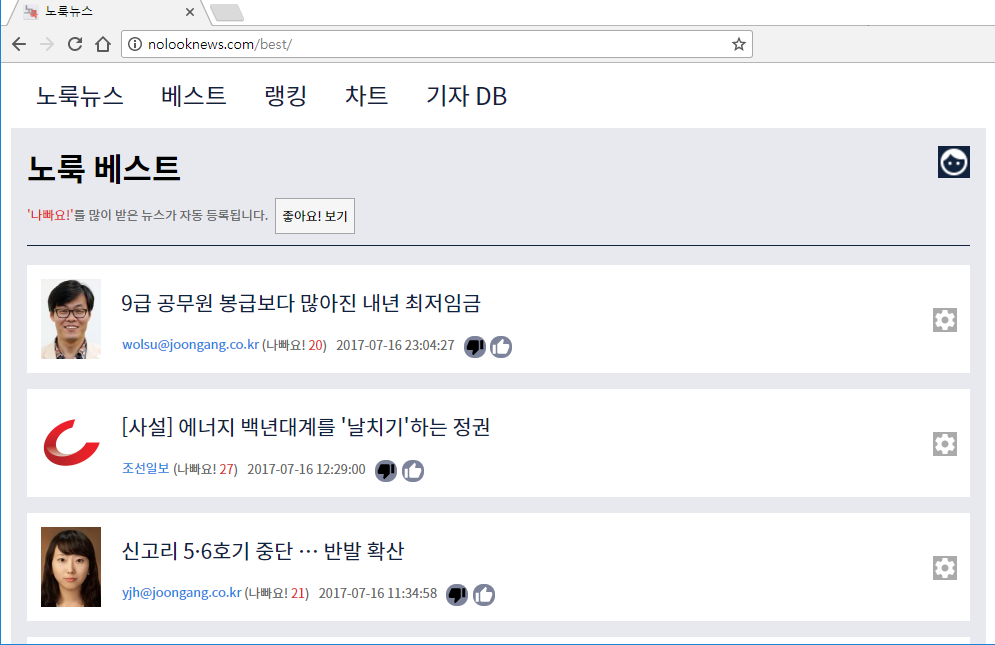 노룩뉴스
nolooknews.com/best/
노룩뉴스 베스트 랭킹 차트 기자 DB
노룩 베스트
'나빠요!'를 많이 받은 뉴스가 자동 등록됩니다. 좋아요! 보기
9급 공무원 봉급보다 많아진 내년 최저임금
wolsu@joongang.co.kr (나빠요! 20) 2017-07-16 23:04:27
[사설] 에너지 백년대계를 '날치기'하는 정권
조선일보 (나빠요! 27) 2017-07-16 12:29:00
신고리 5·6호기 중단 … 반발 확산
yjh@joongang.co.kr (나빠요! 21) 2017-07-16 11:34:58